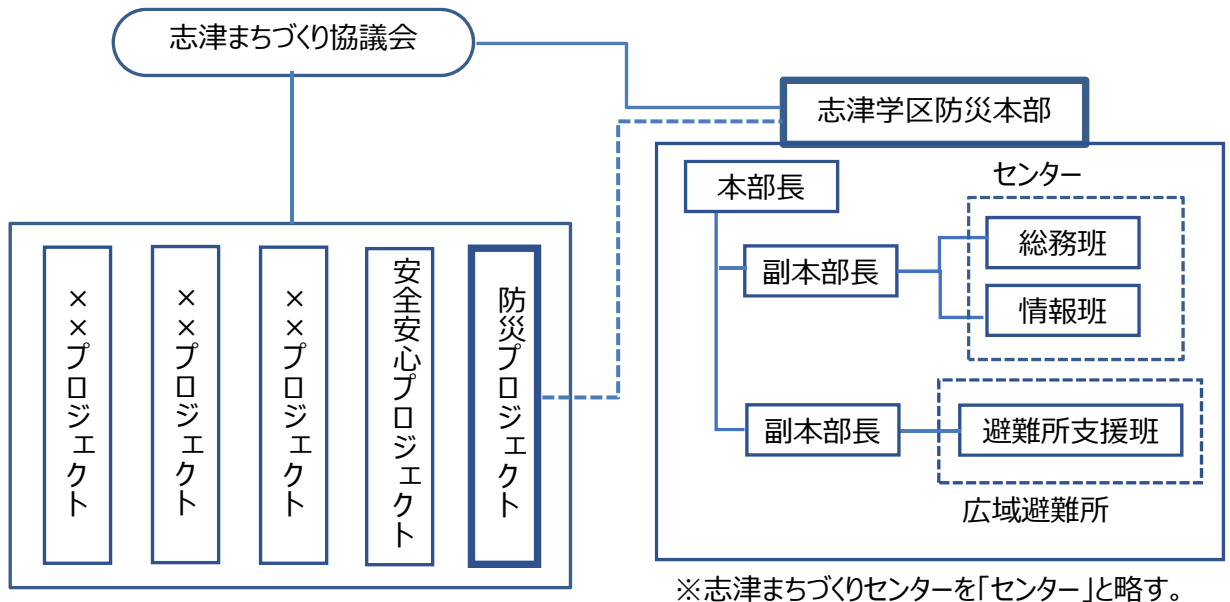 志津まちづくり協議会
志津学区防災本部
本部長
センター
総務班
副本部長
情報班
副本部長
避難所支援班
広域避難所
××プロジェクト
××プロジェクト
××プロジェクト
安全安心プロジェクト
防災プロジェクト
※志津まちづくりセンターを「センター」と略す。